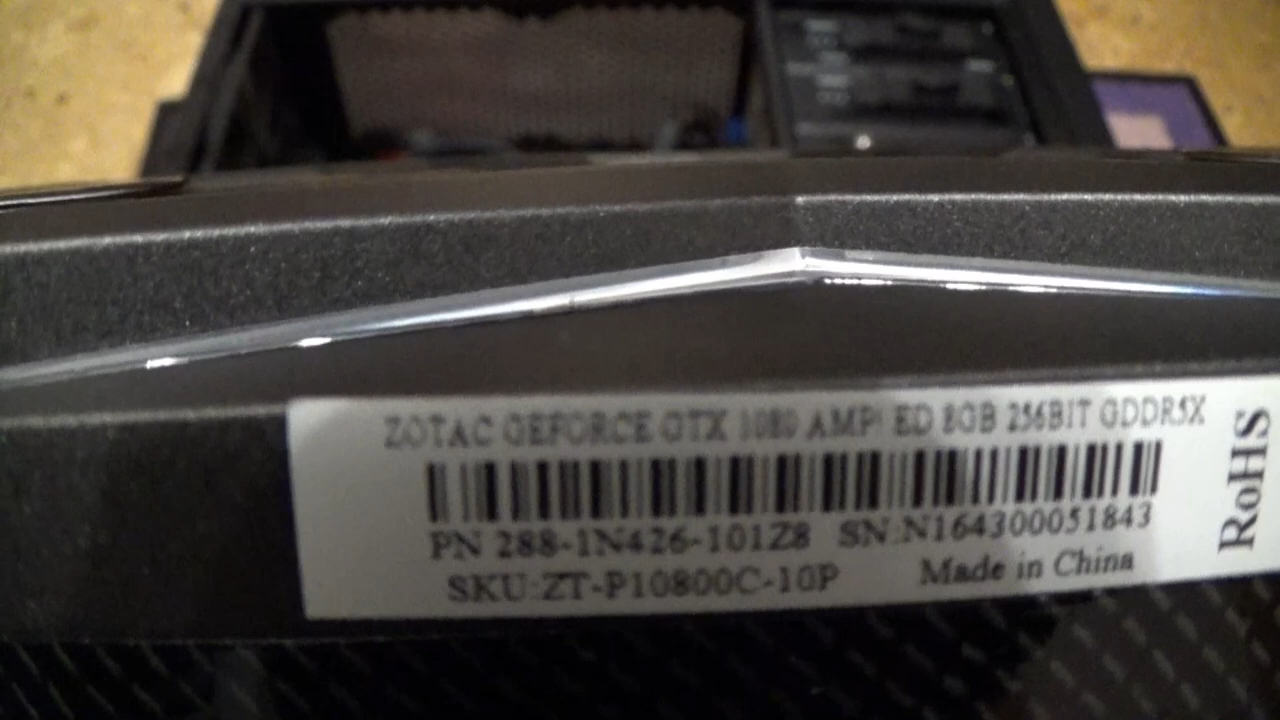 ZOTAC GEFORCE GTX 1080 AMP! ED 8GB 256BIT GDDR5X
PN 288-1N426-101Z8 SN:N164300051843
SKU:ZT-P10800C-10P Made in China
RoHS